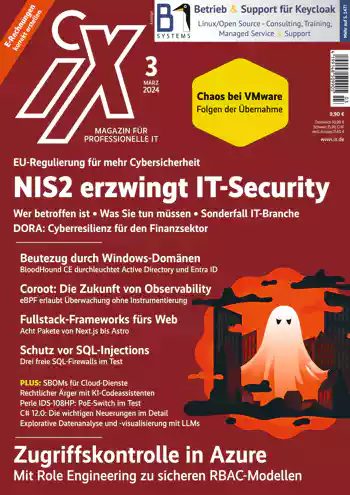 E-Rechnungen
korrekt erstellen
Anzeige
B1
SYSTEMS
Betrieb & Support für Keycloak
Linux/Open Source - Consulting, Training,
Managed Service & Support
iX
3
MÄRZ
2024
MAGAZIN FÜR
PROFESSIONELLE IT
Chaos bei VMware
Folgen der Übernahme
9,90 €
www.ix.de
EU-Regulierung für mehr Cybersicherheit
NIS2 erzwingt IT-Security
Wer betroffen ist • Was Sie tun müssen • Sonderfall IT-Branche
DORA: Cyberresilienz für den Finanzsektor
Beutezug durch Windows-Domänen
BloodHound CE durchleuchtet Active Directory und Entra ID
Coroot: Die Zukunft von Observability
eBPF erlaubt Überwachung ohne Instrumentierung
Fullstack-Frameworks fürs Web
Acht Pakete von Next.js bis Astro
Schutz vor SQL-Injections
Drei freie SQL-Firewalls im Test
PLUS: SBOMs für Cloud-Dienste
Rechtlicher Ärger mit KI-Codeassistenten
Perle IDS-108HP: PoE-Switch im Test
C# 12.0: Die wichtigen Neuerungen im Detail
Explorative Datenanalyse und -visualisierung mit LLMs
Zugriffskontrolle in Azure
Mit Role Engineering zu sicheren RBAC-Modellen